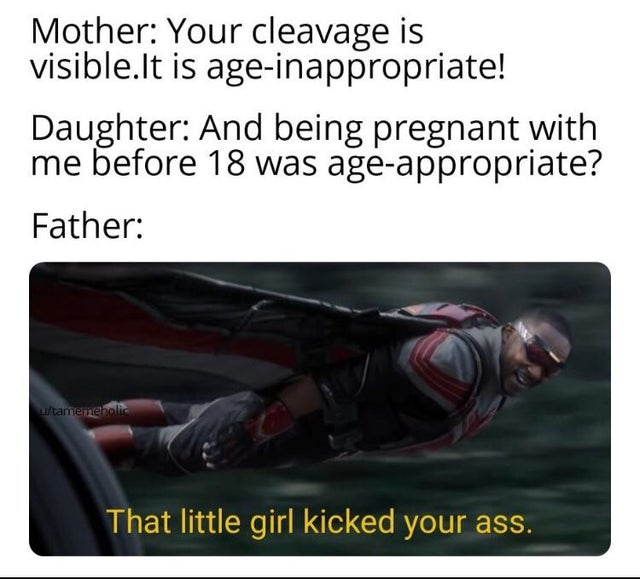 Mother: Your cleavage is
visible.It is age-inappropriate!
Daughter: And being pregnant with
me before 18 was age-appropriate?
Father:
u/tamemeholic
That little girl kicked your ass.